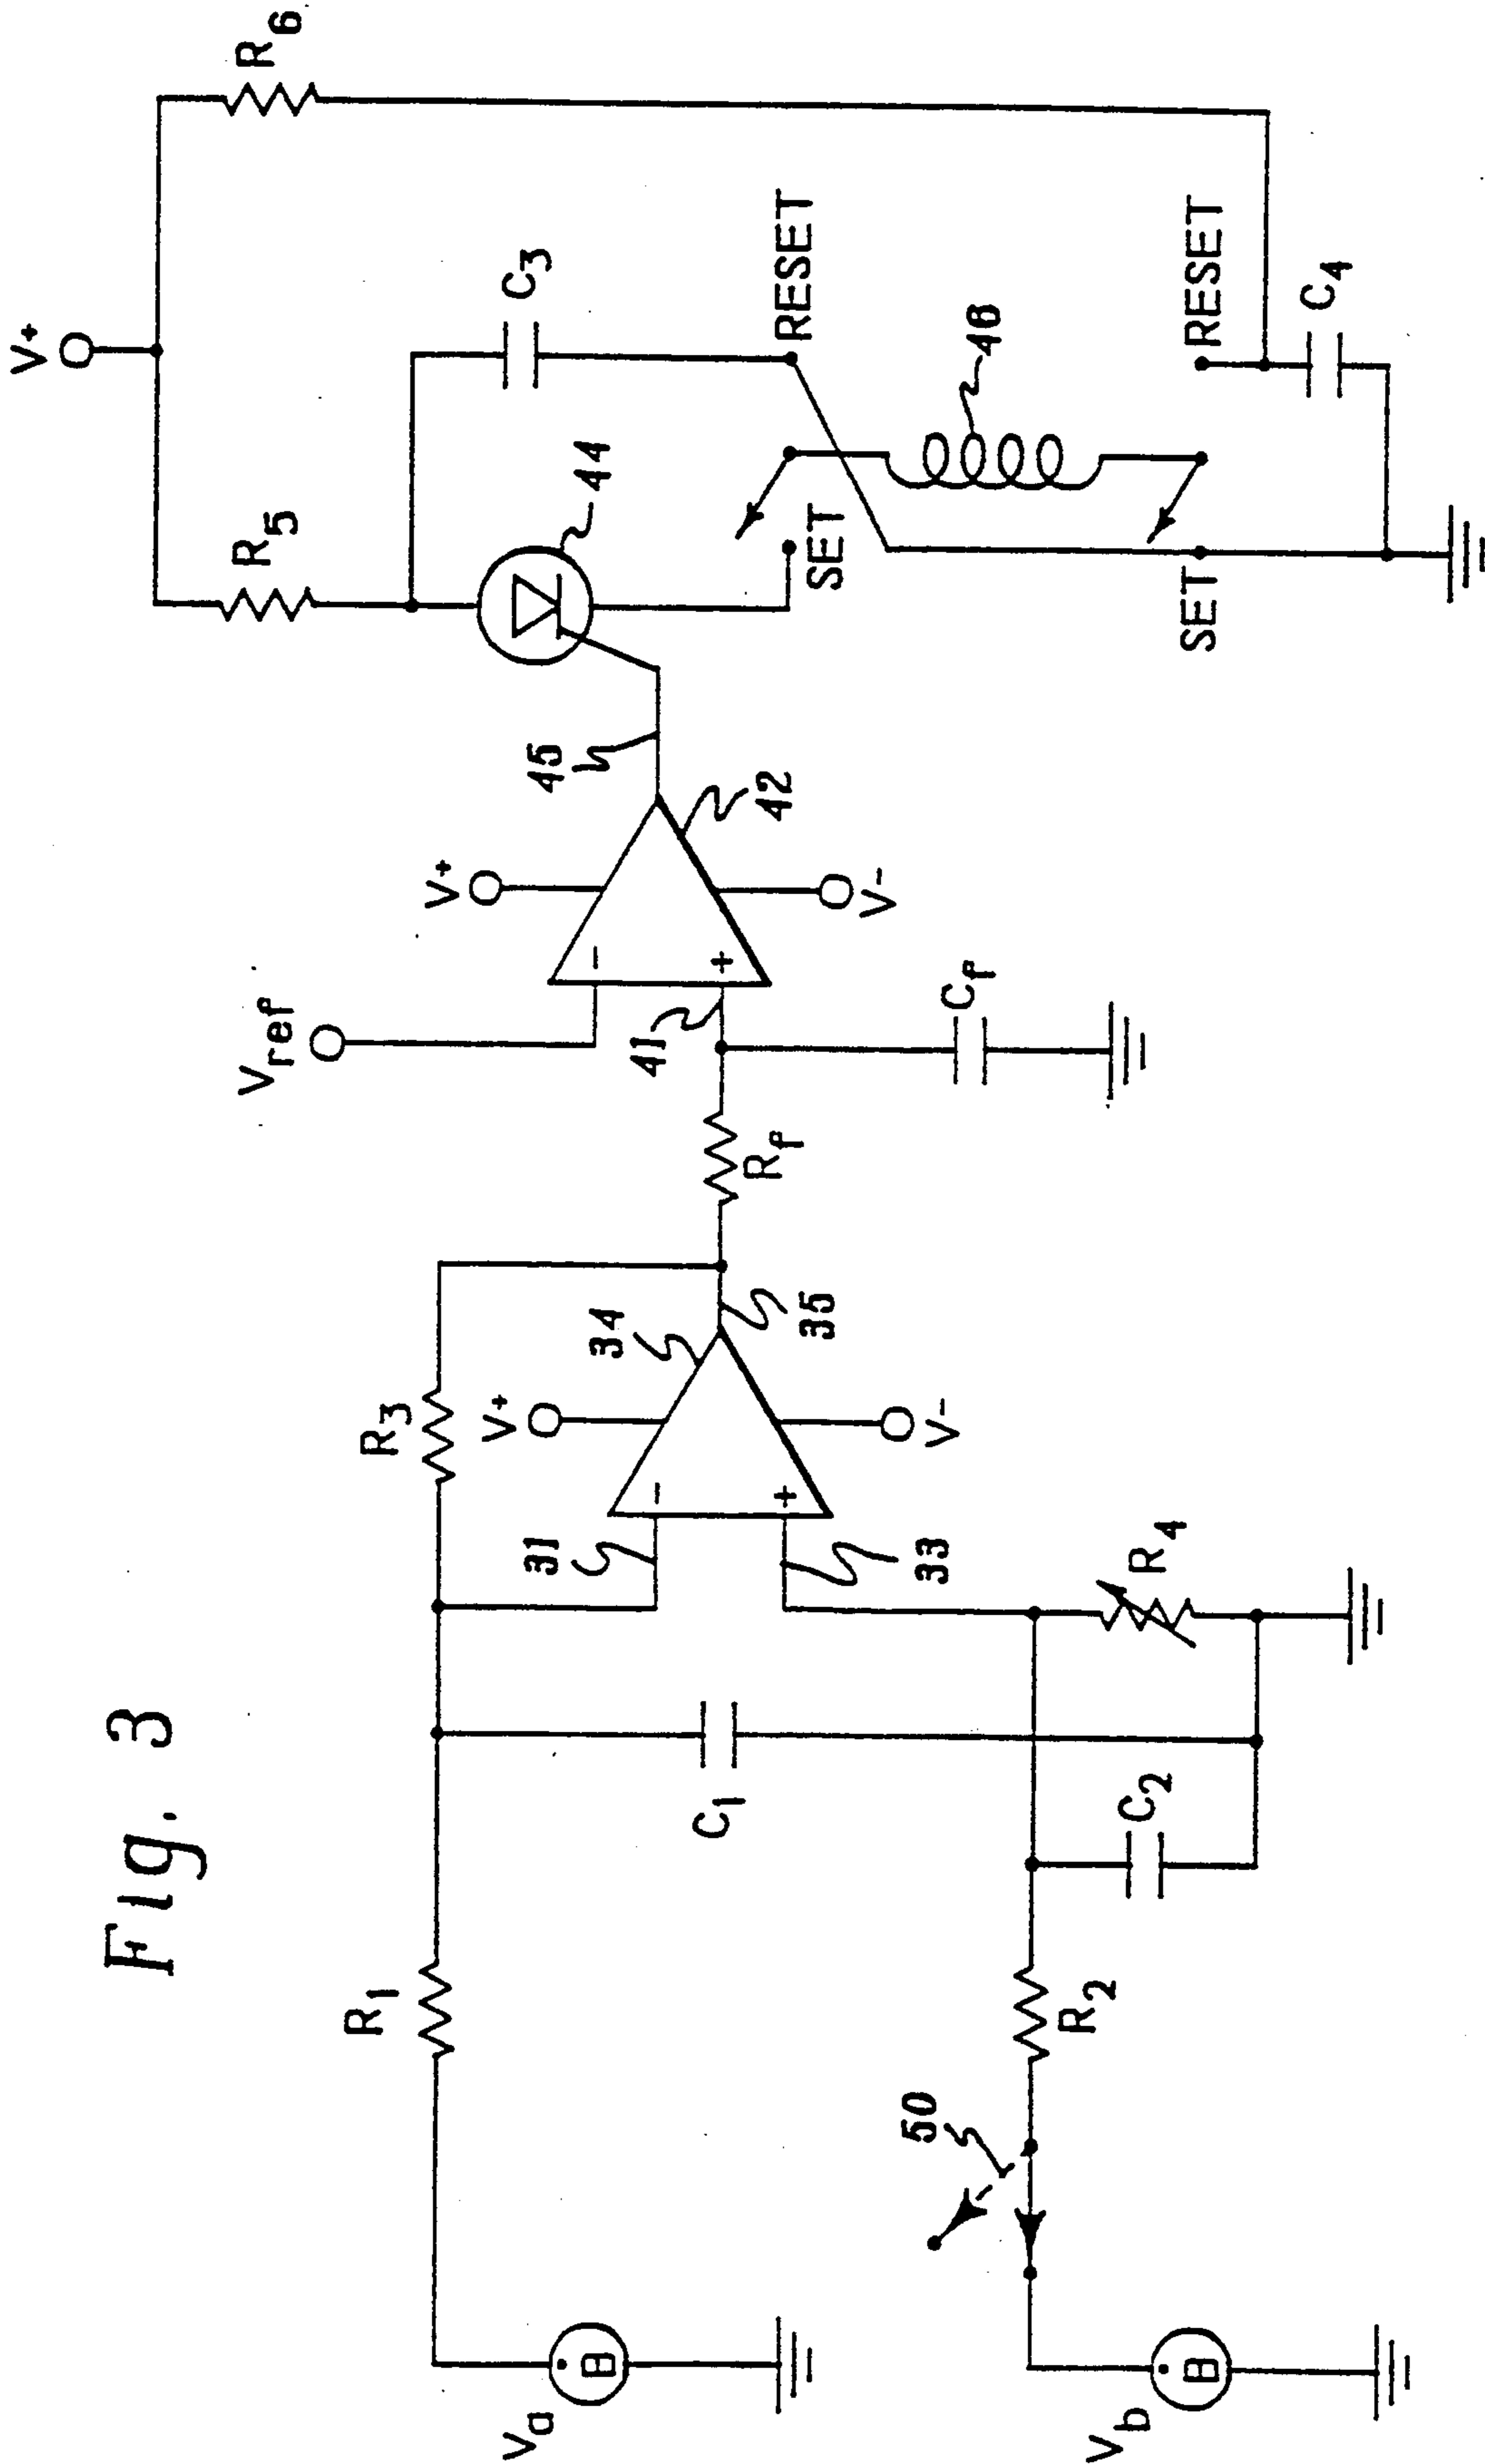 Fig. 3
V+
R6
R5
C3
44
RESET
SET
46
RESET
SET
C4
45
42
V+
V-
Vref
41
Cf
Rf
R3
34
35
V+
V-
31
33
-
+
-
+
R4
C1
C2
R1
R2
50
Va
B
Vb
B